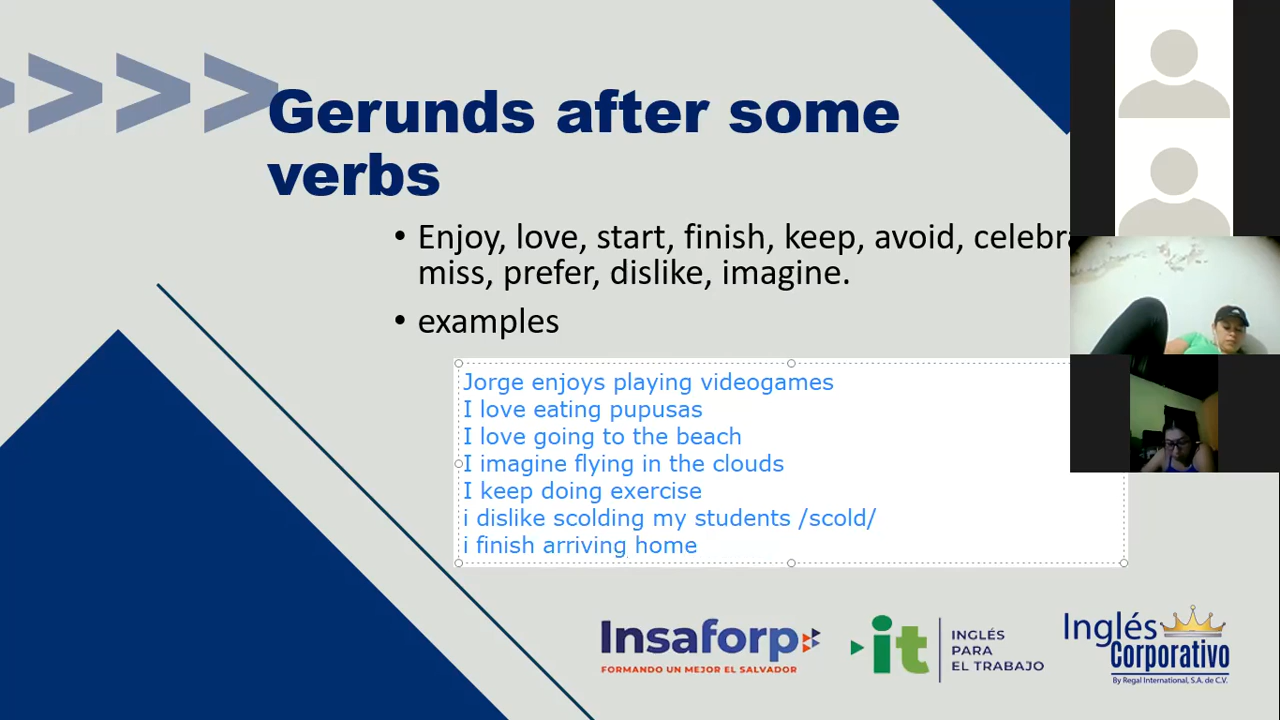 Gerunds after some
verbs
• Enjoy, love, start, finish, keep, avoid,
miss, prefer, dislike, imagine.
• examples
Jorge enjoys playing videogames
I love eating pupusas
I love going to the beach
I imagine flying in the clouds
I keep doing exercise
i dislike scolding my students /scold/
i finish arriving home
Insaforp
FORMANDO UN MEJOR EL SALVADOR
it
INGLÉS
PARA
EL TRABAJO
Inglés
Corporativo
By Regal International, S.A. de C.V.